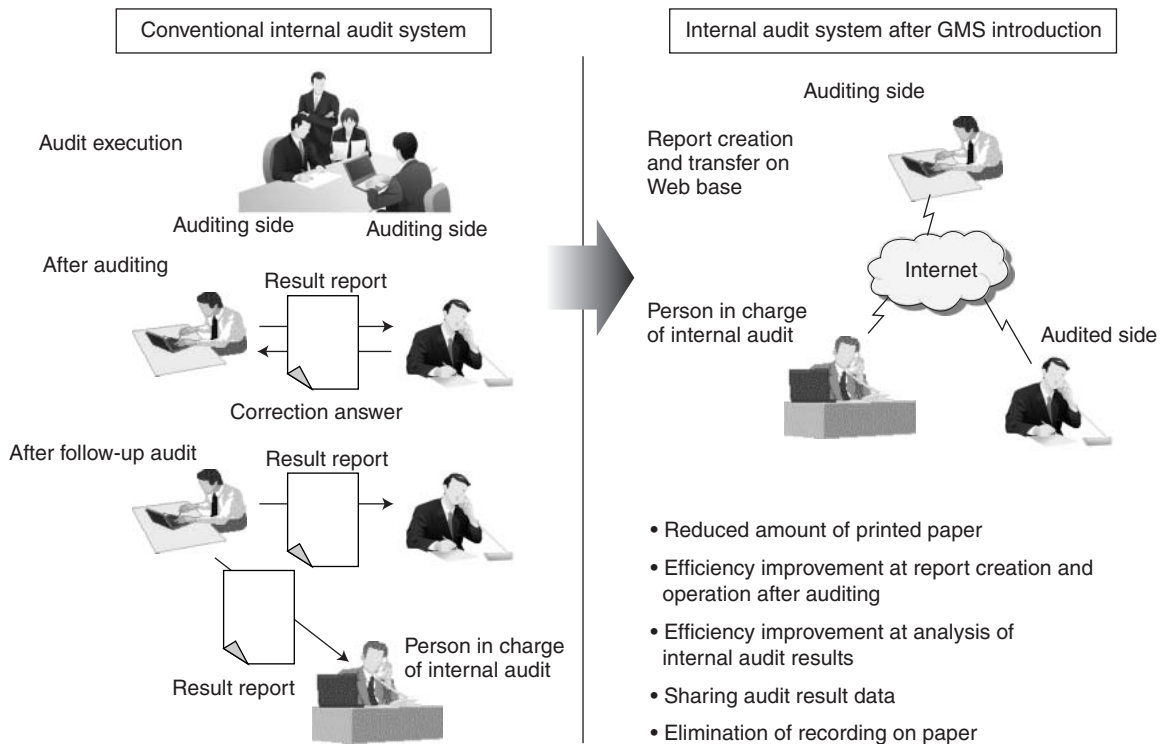 Conventional internal audit system
Audit execution
Auditing side
Auditing side
After auditing
Result report
Correction answer
After follow-up audit
Result report
Result report
Person in charge
of internal audit
Internal audit system after GMS introduction
Auditing side
Report creation
and transfer on
Web base
Internet
Person in charge
of internal audit
Audited side
• Reduced amount of printed paper
• Efficiency improvement at report creation and
operation after auditing
• Efficiency improvement at analysis of
internal audit results
• Sharing audit result data
• Elimination of recording on paper